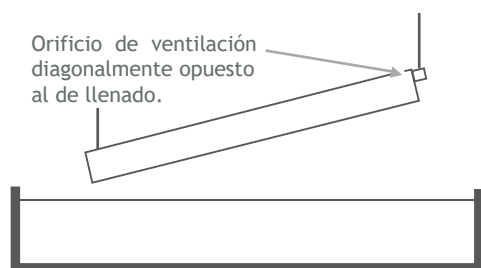 Orificio de ventilación
diagonalmente opuesto
al de llenado.